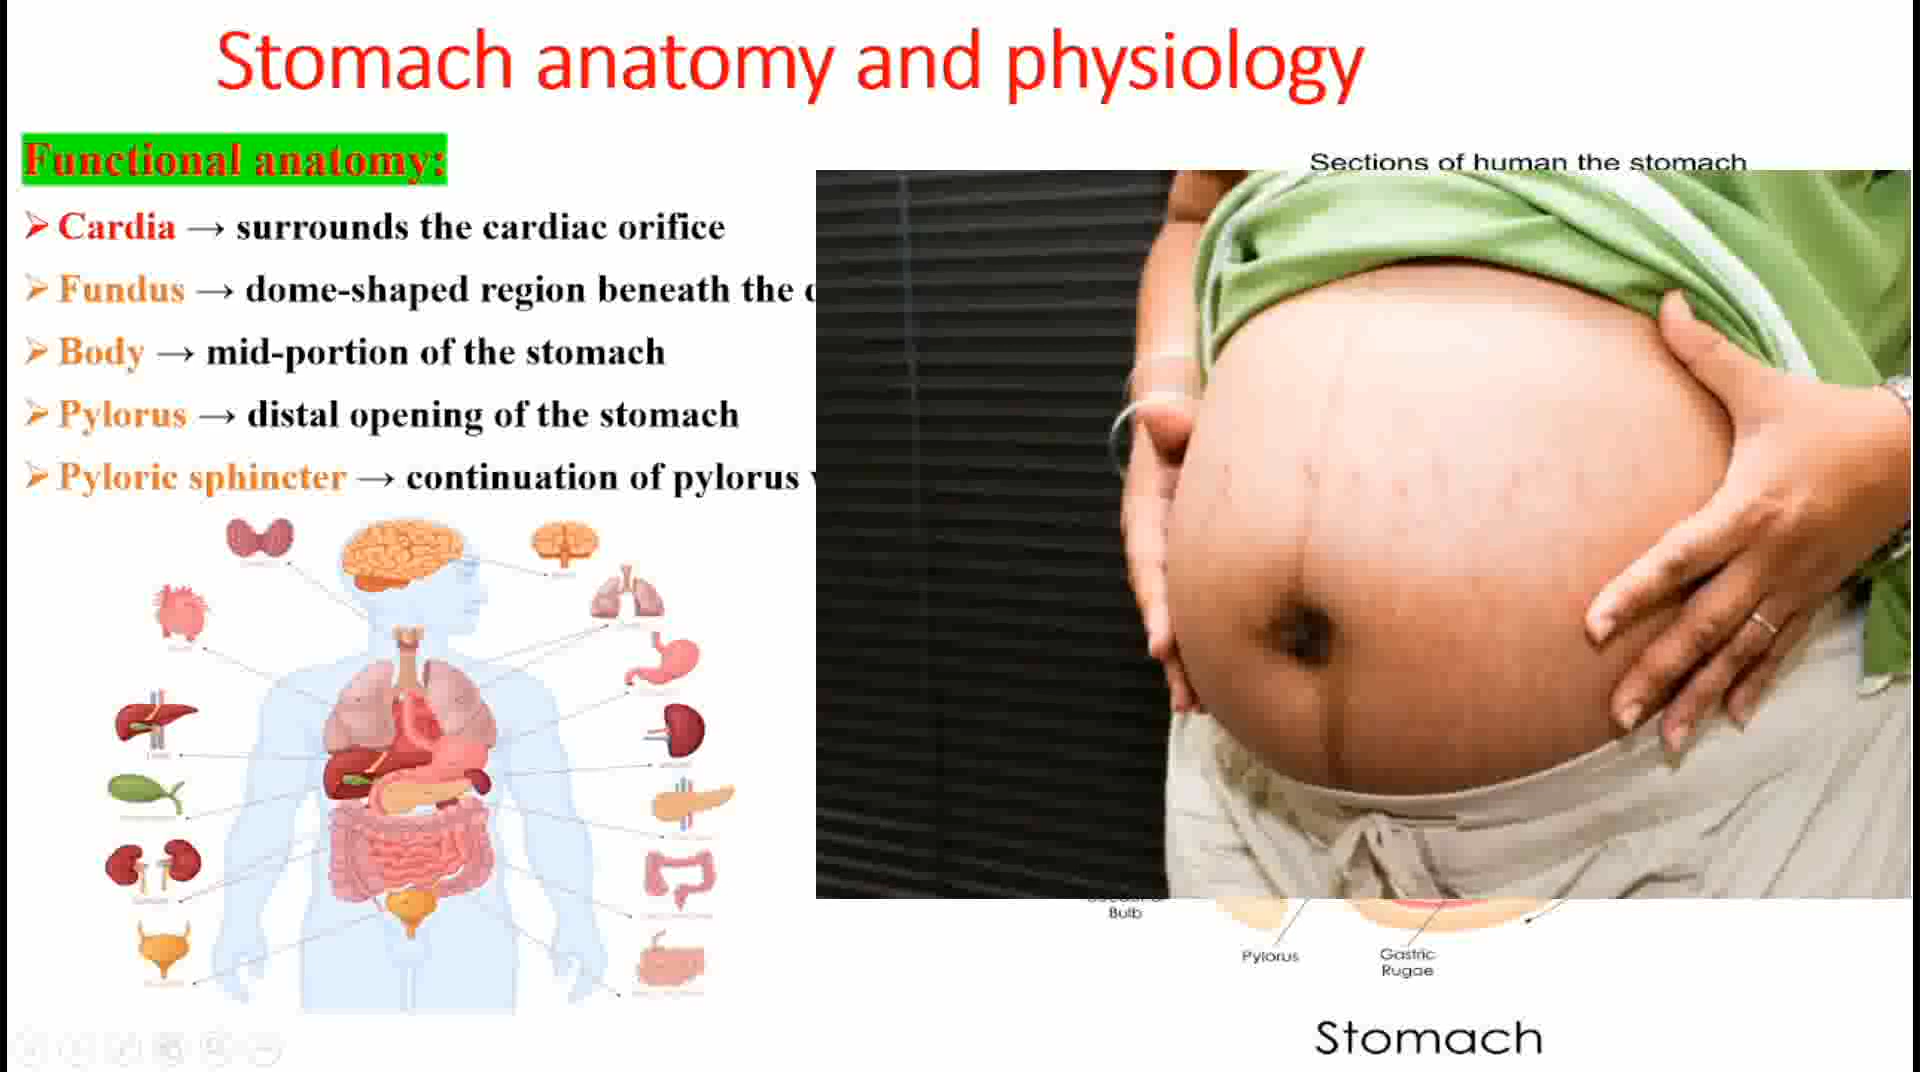 Stomach anatomy and physiology
Functional anatomy:
Cardia → surrounds the cardiac orifice
Fundus → dome-shaped region beneath the
Body → mid-portion of the stomach
Pylorus → distal opening of the stomach
Pyloric sphincter → continuation of pylorus
Sections of human the stomach
Bulb
Pylorus
Gastric
Rugae
Stomach